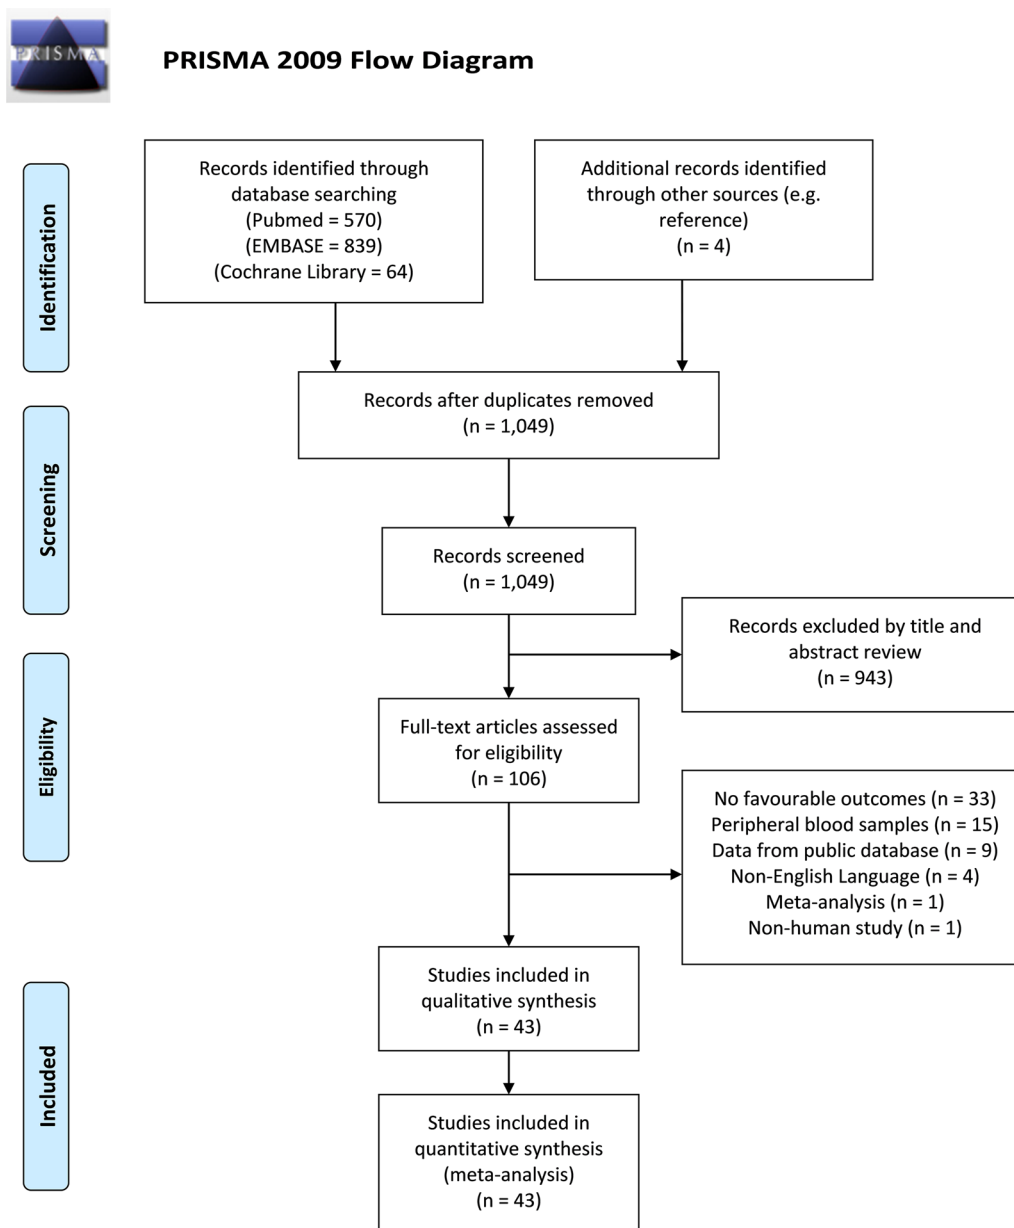 PRISMA
PRISMA 2009 Flow Diagram
Identification
Records identified through
database searching
(Pubmed = 570)
(EMBASE = 839)
(Cochrane Library = 64)
Additional records identified
through other sources (e.g.
reference)
(n = 4)
Records after duplicates removed
(n = 1,049)
Screening
Records screened
(n = 1,049)
Records excluded by title and
abstract review
(n = 943)
Eligibility
Full-text articles assessed
for eligibility
(n = 106)
No favourable outcomes (n = 33)
Peripheral blood samples (n = 15)
Data from public database (n = 9)
Non-English Language (n = 4)
Meta-analysis (n = 1)
Non-human study (n = 1)
Included
Studies included in
qualitative synthesis
(n = 43)
Studies included in
quantitative synthesis
(meta-analysis)
(n = 43)